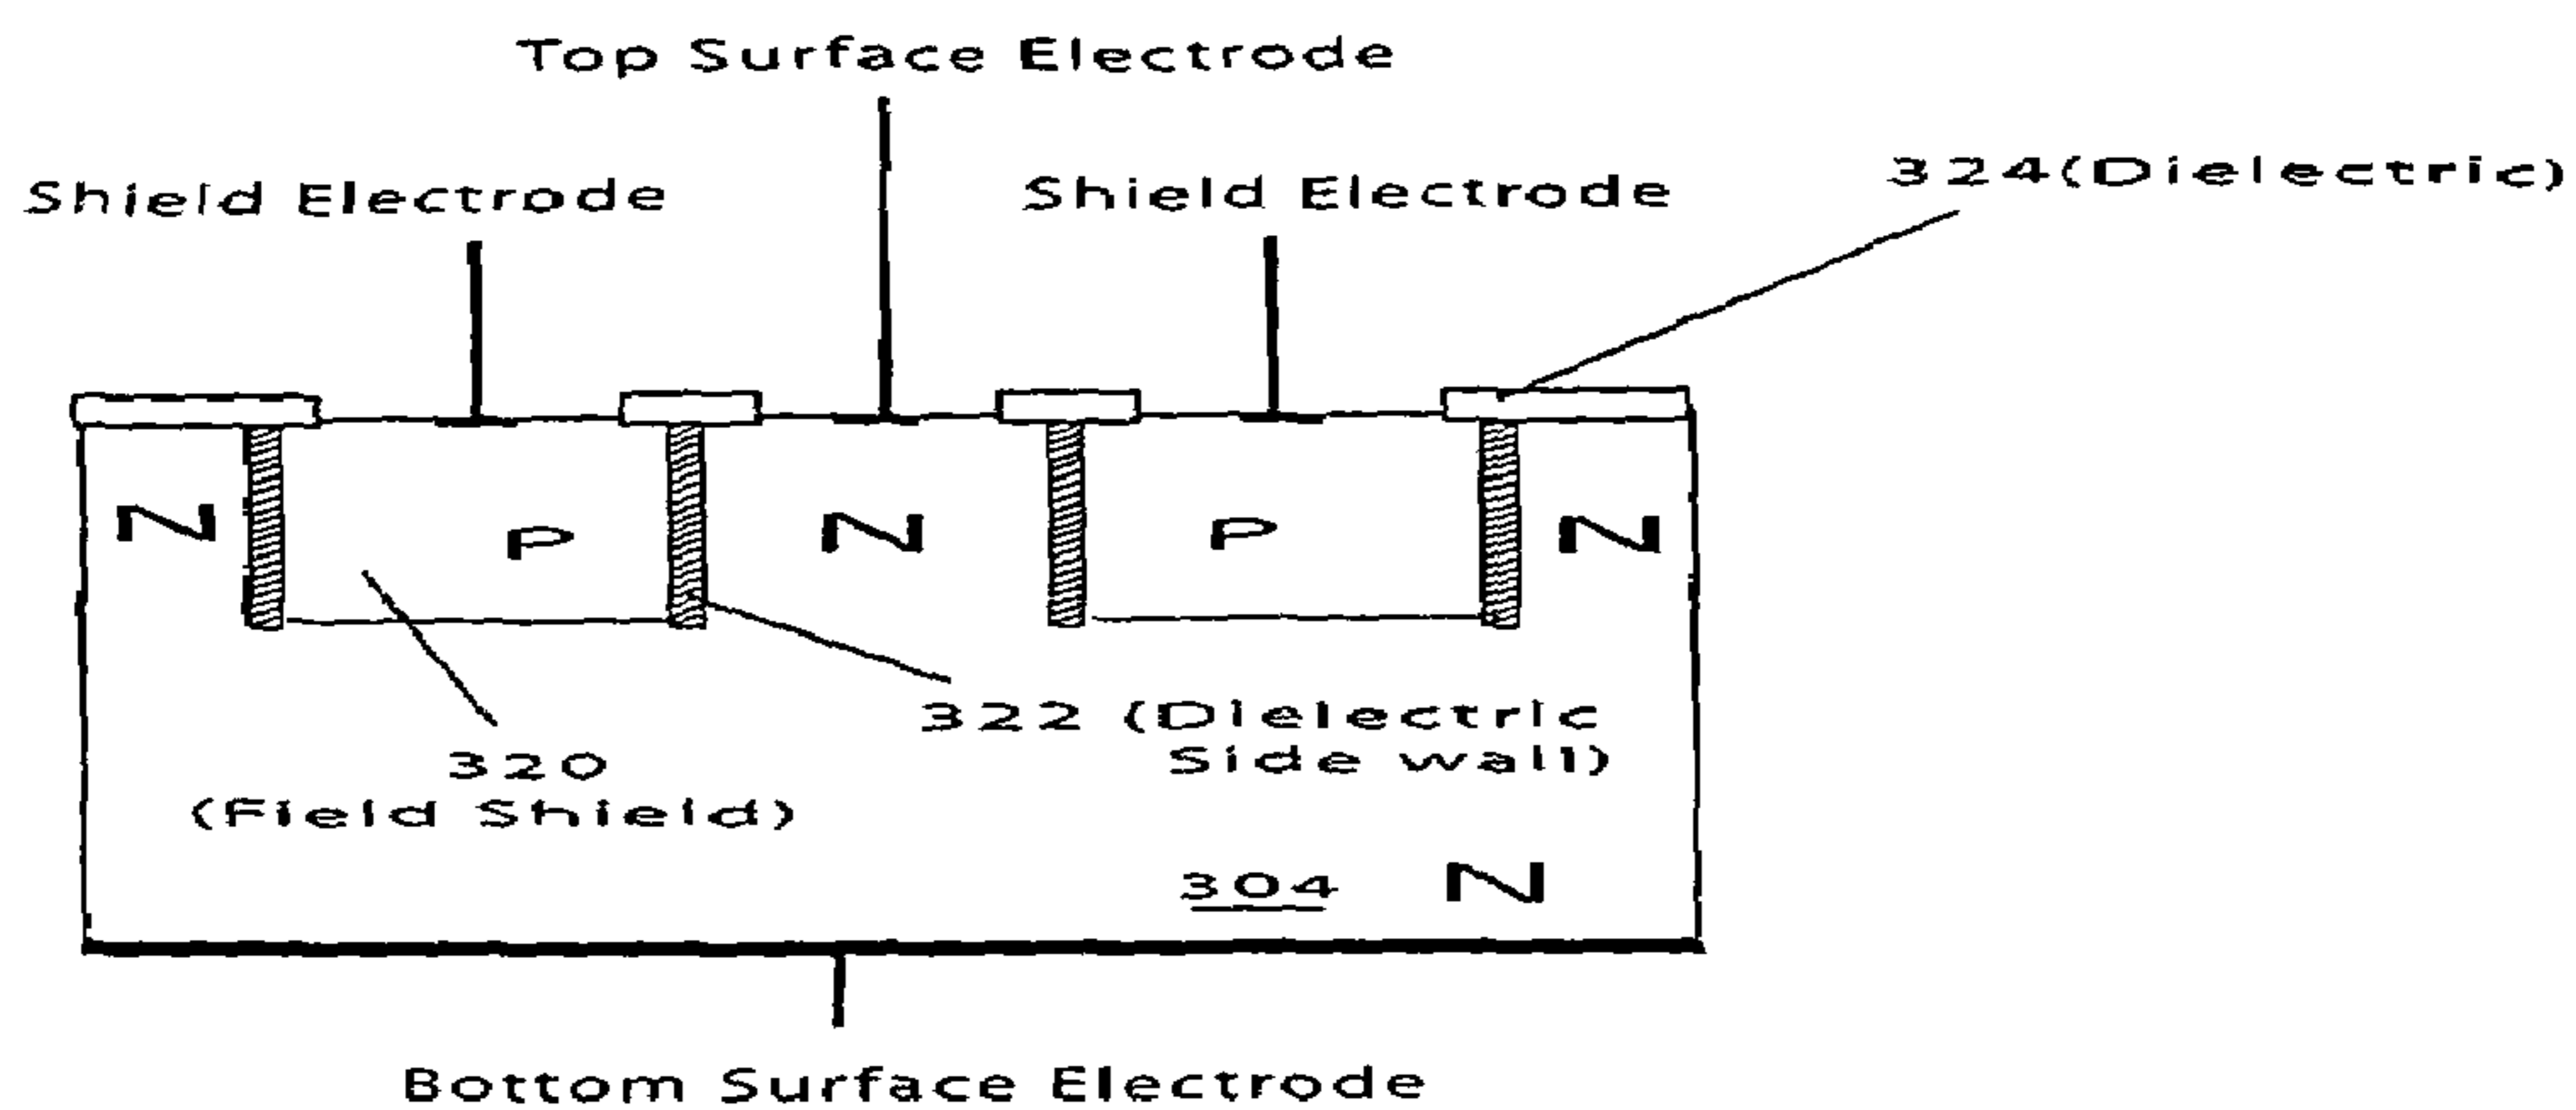 Top Surface Electrode
Shield Electrode
Shield Electrode
324(Dielectric)
N
P
N
P
N
322 (Dielectric
Side wall)
320
(Field Shield)
304
N
Bottom Surface Electrode